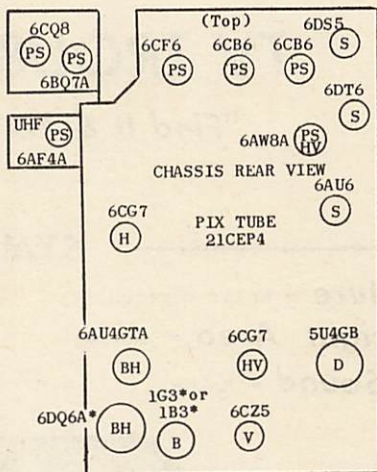 (Top)
6CQ8
PS
PS
6BQ7A
6CF6
PS
6CB6
PS
6CB6
PS
6DS5
S
6DT6
S
UHF
PS
6AF4A
6AW8A
PS
HV
CHASSIS REAR VIEW
6AU6
S
6CG7
H
PIX TUBE
21CEP4
6AU4GTA
BH
6CG7
HV
5U4GB
D
6DQ6A*
BH
1G3*or
1B3*
B
6CZ5
V